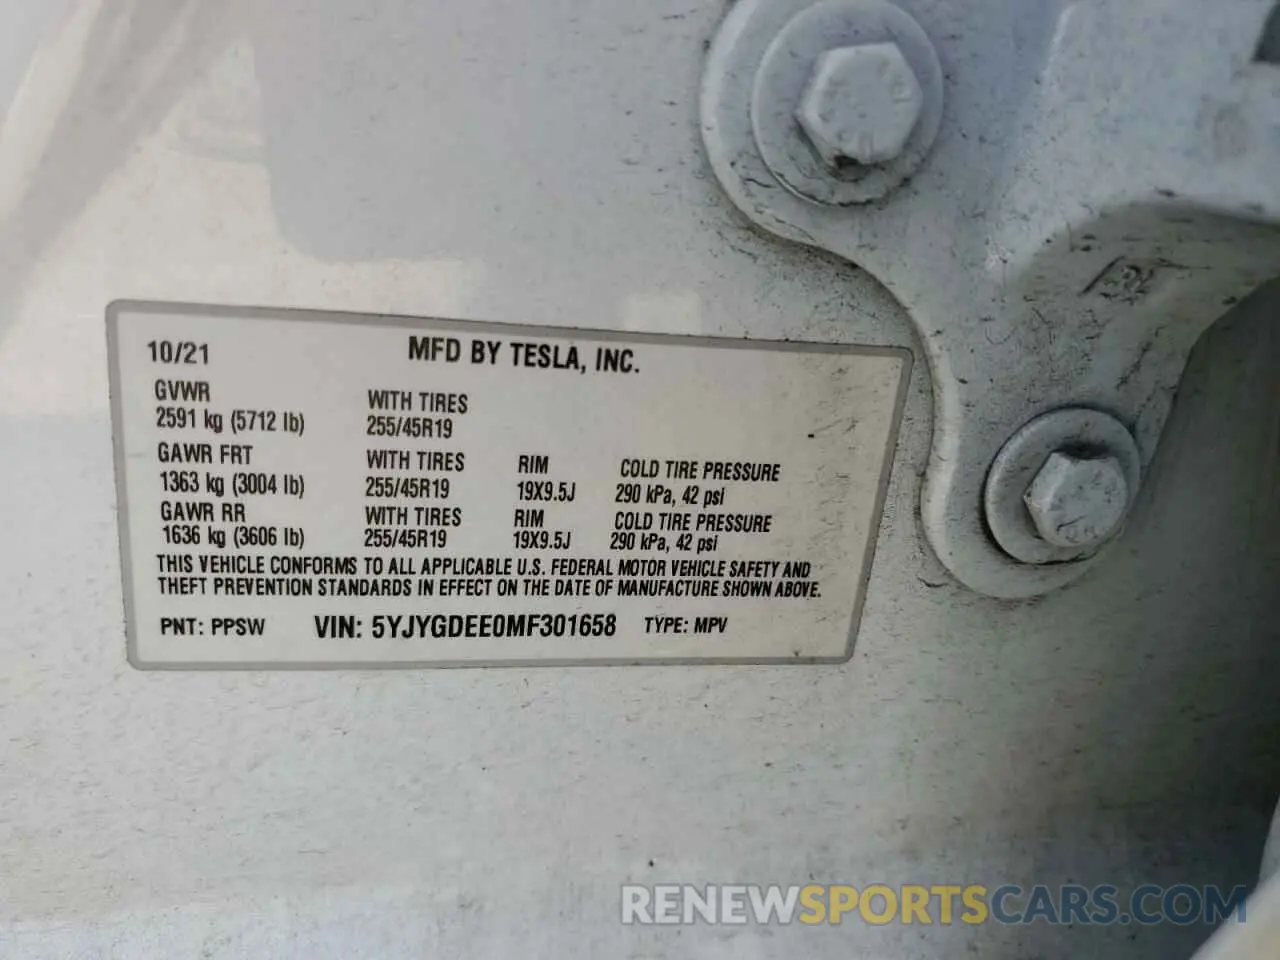 10/21 MFD BY TESLA, INC.
GVWR WITH TIRES
2591 kg (5712 lb) 255/45R19
GAWR FRT WITH TIRES RIM COLD TIRE PRESSURE
1363 kg (3004 lb) 255/45R19 19X9.5J 290 kPa, 42 psi
GAWR RR WITH TIRES RIM COLD TIRE PRESSURE
1636 kg (3606 lb) 255/45R19 19X9.5J 290 kPa, 42 psi
THIS VEHICLE CONFORMS TO ALL APPLICABLE U.S. FEDERAL MOTOR VEHICLE SAFETY AND
THEFT PREVENTION STANDARDS IN EFFECT ON THE DATE OF MANUFACTURE SHOWN ABOVE.
PNT: PPSW VIN: 5YJYGDEE0MF301658 TYPE: MPV
RENEWSPORTSCARS.COM